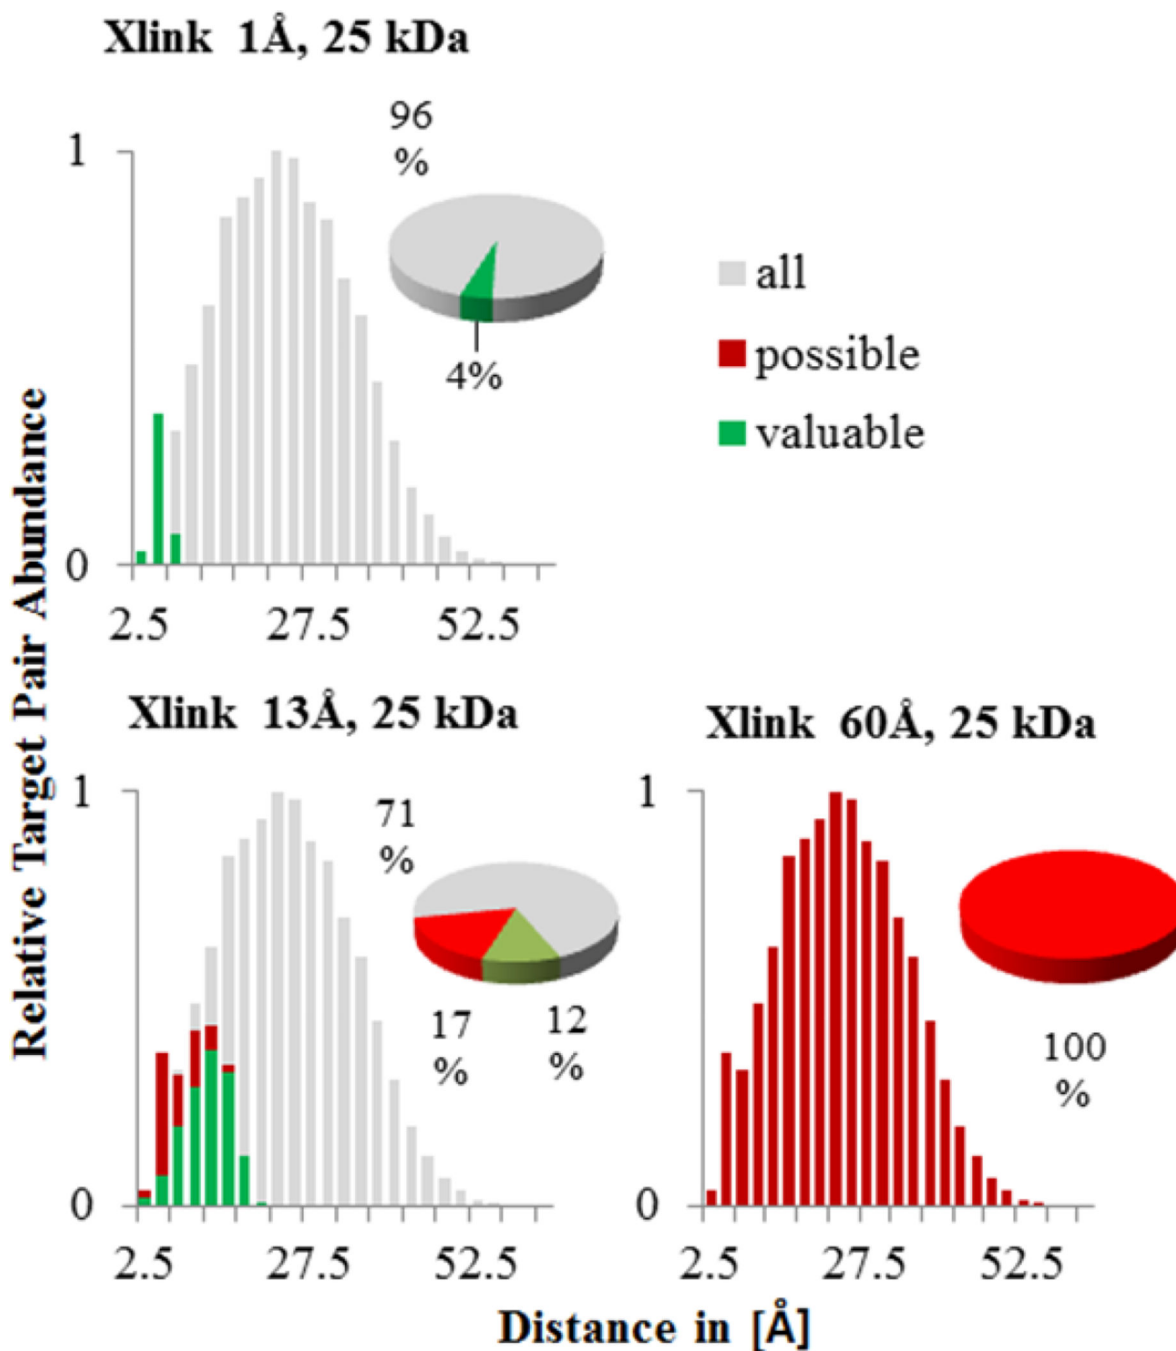 Xlink 1Å, 25 kDa
96
%
1
4%
0
2.5 27.5 52.5
all
possible
valuable
Relative Target Pair Abundance
Xlink 13Å, 25 kDa
1
71
%
17
%
12
%
0
2.5 27.5 52.5
Xlink 60Å, 25 kDa
1
100
%
0
2.5 27.5 52.5
Distance in [Å]